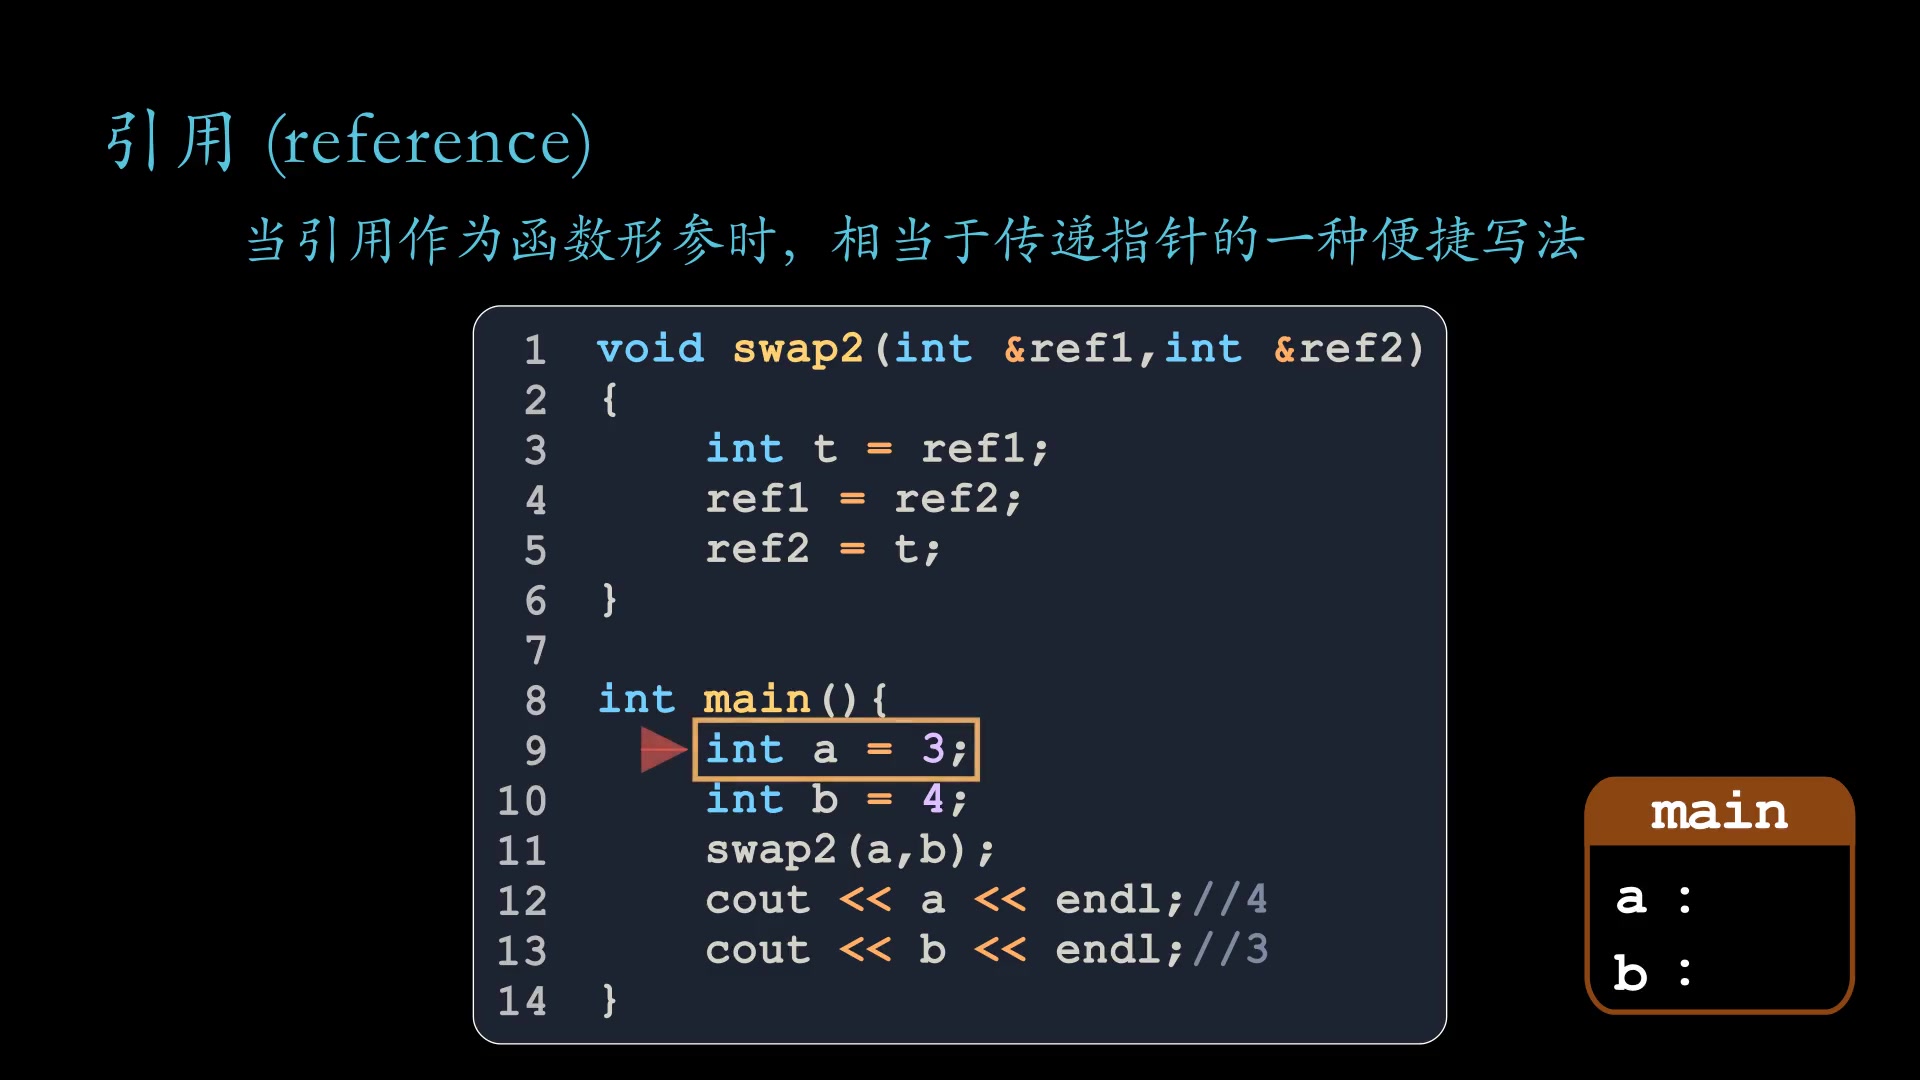 引用 (reference)
当引用作为函数形参时，相当于传递指针的一种便捷写法
1 void swap2(int &ref1,int &ref2)
2 {
3     int t = ref1;
4     ref1 = ref2;
5     ref2 = t;
6 }
7
8 int main(){
9     int a = 3;
10     int b = 4;
11     swap2(a,b);
12     cout << a << endl;//4
13     cout << b << endl;//3
14 }
main
a :
b :